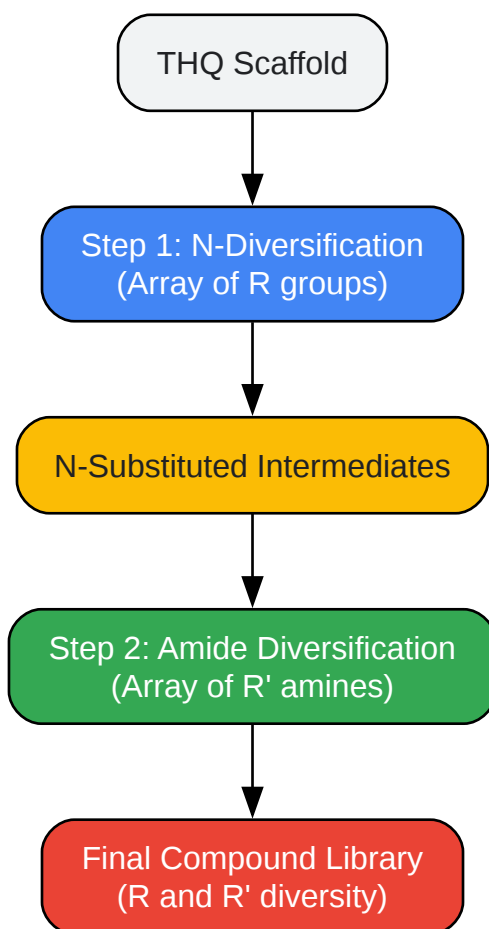 THQ Scaffold
Step 1: N-Diversification
(Array of R groups)
N-Substituted Intermediates
Step 2: Amide Diversification
(Array of R' amines)
Final Compound Library
(R and R' diversity)